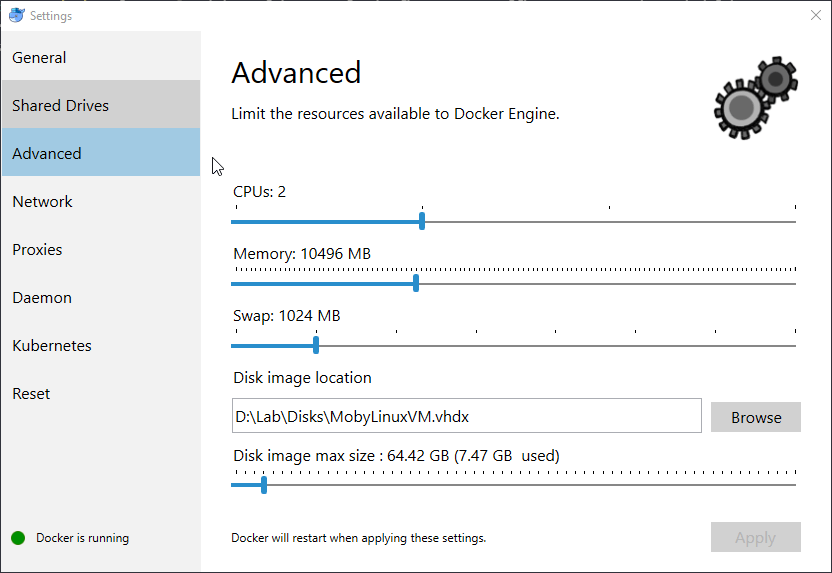 Settings
General
Shared Drives
Advanced
Network
Proxies
Daemon
Kubernetes
Reset
Docker is running
Advanced
Limit the resources available to Docker Engine.
CPUs: 2
Memory: 10496 MB
Swap: 1024 MB
Disk image location
D:\Lab\Disks\MobyLinuxVM.vhdx
Browse
Disk image max size : 64.42 GB (7.47 GB  used)
Docker will restart when applying these settings.
Apply